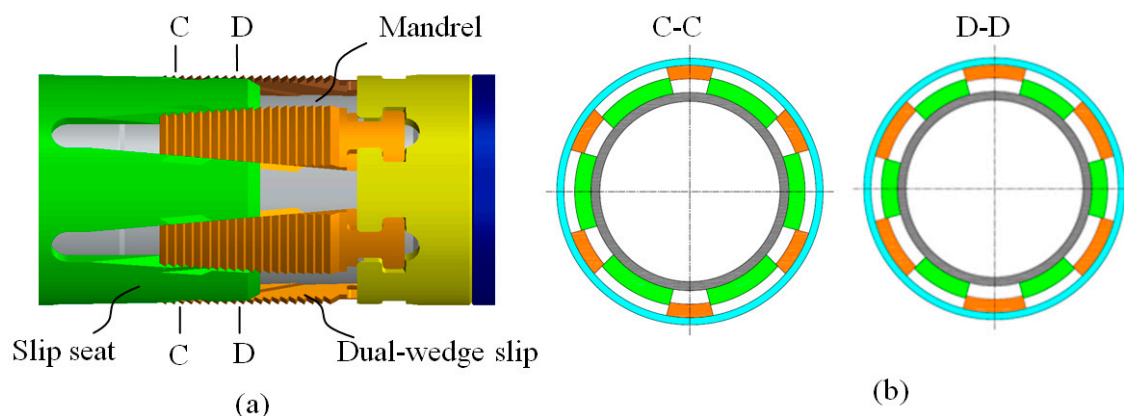 C D
Mandrel
C-C
D-D
Slip seat
C D
Dual-wedge slip
(a)
(b)